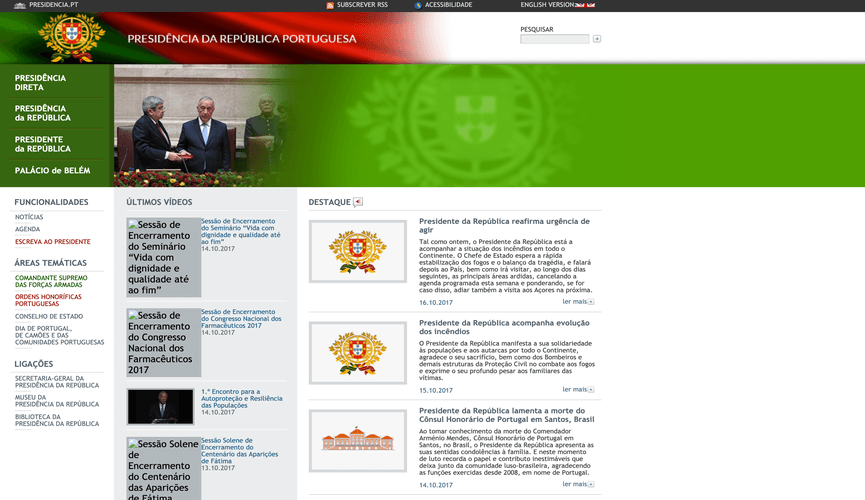 PRESIDENCIA.PT
SUBSCREVER RSS
ACESSIBILIDADE
ENGLISH VERSION
PRESIDÊNCIA DA REPÚBLICA PORTUGUESA
PESQUISAR
PRESIDÊNCIA
DIRETA
PRESIDÊNCIA
da REPÚBLICA
PRESIDENTE
da REPÚBLICA
PALÁCIO de BELÉM
FUNCIONALIDADES
NOTÍCIAS
AGENDA
ESCREVA AO PRESIDENTE
ÁREAS TEMÁTICAS
COMANDANTE SUPREMO
DAS FORÇAS ARMADAS
ORDENS HONORÍFICAS
PORTUGUESAS
CONSELHO DE ESTADO
DIA DE PORTUGAL,
DE CAMÕES E DAS
COMUNIDADES PORTUGUESAS
LIGAÇÕES
SECRETARIA-GERAL DA
PRESIDÊNCIA DA REPÚBLICA
MUSEU DA
PRESIDÊNCIA DA REPÚBLICA
BIBLIOTECA DA
PRESIDÊNCIA DA REPÚBLICA
ÚLTIMOS VÍDEOS
Sessão de
Encerramento
do Seminário
“Vida com
dignidade e
qualidade até
ao fim”
Sessão de Encerramento
do Seminário “Vida com
dignidade e qualidade até
ao fim”
14.10.2017
Sessão de
Encerramento
do Congresso
Nacional dos
Farmacêuticos
2017
Sessão de Encerramento
do Congresso Nacional dos
Farmacêuticos 2017
14.10.2017
1.º Encontro para a
Autoproteção e Resiliência
das Populações
14.10.2017
Sessão Solene
de
Encerramento
do Centenário
das Aparições
de Fátima
Sessão Solene de
Encerramento do
Centenário das Aparições
de Fátima
13.10.2017
DESTAQUE
Presidente da República reafirma urgência de
agir
Tal como ontem, o Presidente da República está a
acompanhar a situação dos incêndios em todo o
Continente. O Chefe de Estado espera a rápida
estabilização dos fogos e o balanço da tragédia, e falará
depois ao País, bem como irá visitar, ao longo dos dias
seguintes, as principais áreas ardidas, cancelando a
agenda programada esta semana e ponderando, se for
caso disso, adiar também a visita aos Açores na próxima.
16.10.2017
ler mais
Presidente da República acompanha evolução
dos incêndios
O Presidente da República manifesta a sua solidariedade
às populações e aos autarcas por todo o Continente,
agradece o seu sacrifício, bem como dos Bombeiros e
demais estruturas da Proteção Civil no combate aos fogos
e exprime o seu profundo pesar aos familiares das
vítimas.
15.10.2017
ler mais
Presidente da República lamenta a morte do
Cônsul Honorário de Portugal em Santos, Brasil
Ao tomar conhecimento da morte do Comendador
Arménio Mendes, Cônsul Honorário de Portugal em
Santos, no Brasil, o Presidente da República apresenta as
suas sentidas condolências à família. E neste momento
de luto recorda o papel e contributo inestimáveis que
deixa junto da comunidade luso-brasileira, agradecendo
as funções exercidas desde 2008, em nome de Portugal.
14.10.2017
ler mais